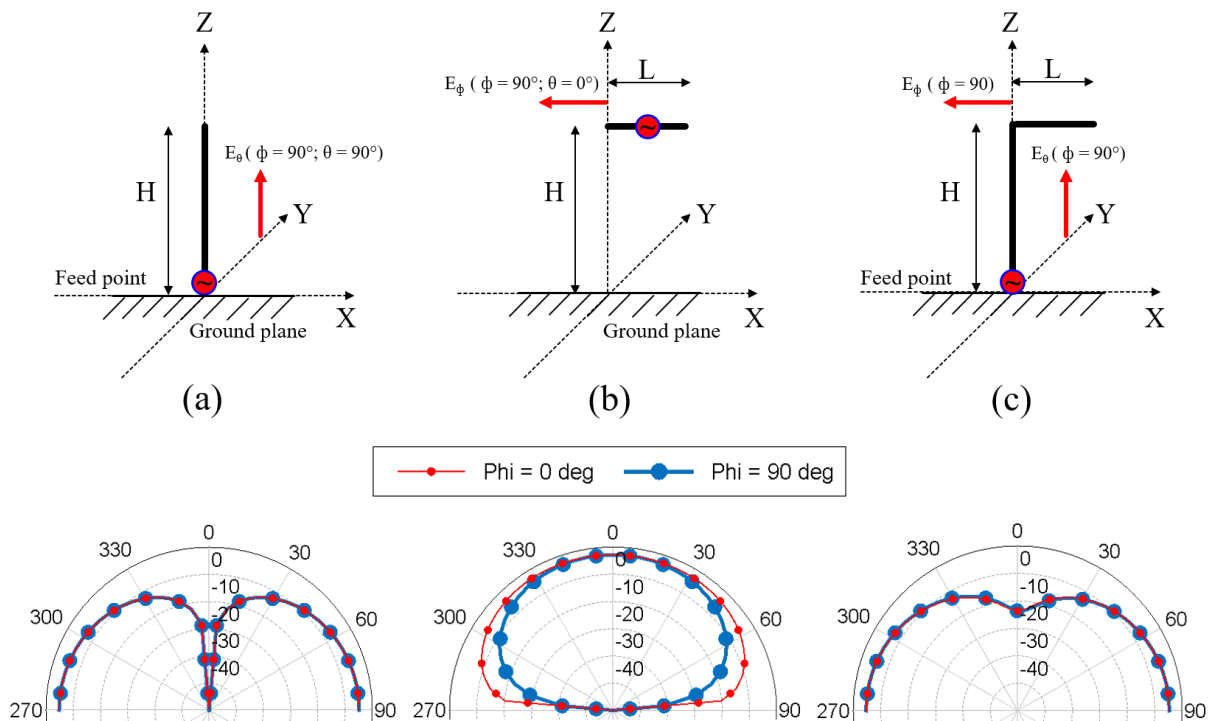 Z
H
E_θ ( ϕ = 90°; θ = 90°)
Y
Feed point
X
Ground plane
(a)
Z
L
E_ϕ ( ϕ = 90°; θ = 0°)
H
Y
X
Ground plane
(b)
Z
L
E_ϕ ( ϕ = 90)
E_θ ( ϕ = 90°)
H
Y
Feed point
X
Ground plane
(c)
Phi = 0 deg Phi = 90 deg
0
330 30
0
300 -10 60
-20
-30
-40
270 90
0
330 30
0
300 -10 60
-20
-30
-40
270 90
0
330 30
0
300 -10 60
-20
-30
-40
270 90